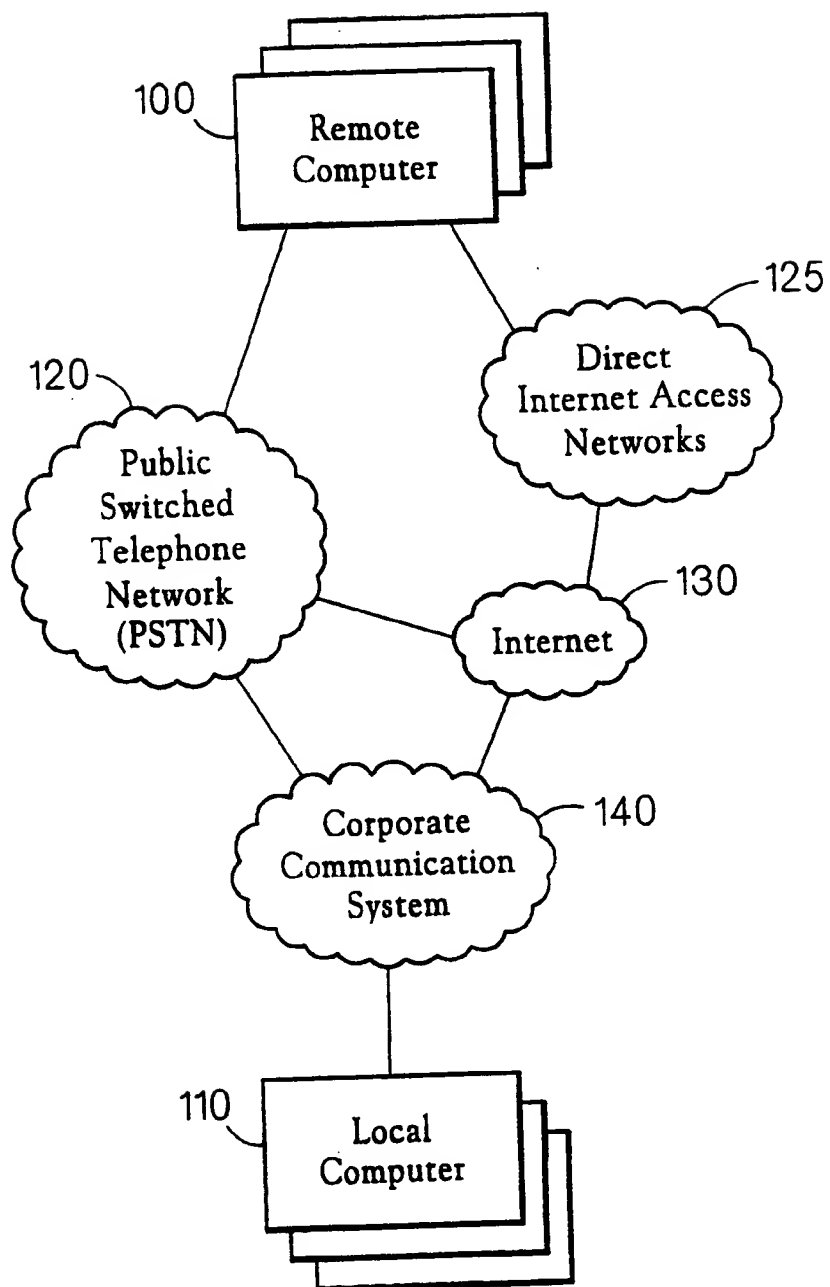 100
Remote
Computer
125
Direct
Internet Access
Networks
120
Public
Switched
Telephone
Network
(PSTN)
130
Internet
140
Corporate
Communication
System
110
Local
Computer